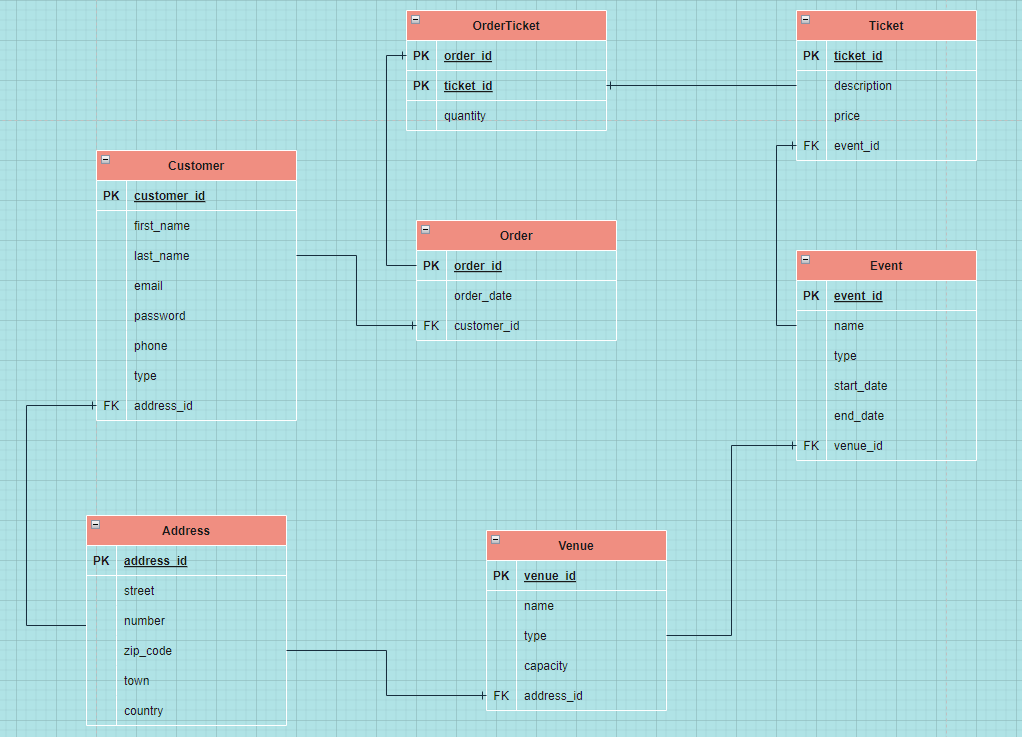 OrderTicket
PK order_id
PK ticket_id
quantity
Ticket
PK ticket_id
description
price
FK event_id
Customer
PK customer_id
first_name
last_name
email
password
phone
type
FK address_id
Order
PK order_id
order_date
FK customer_id
Event
PK event_id
name
type
start_date
end_date
FK venue_id
Address
PK address_id
street
number
zip_code
town
country
Venue
PK venue_id
name
type
capacity
FK address_id